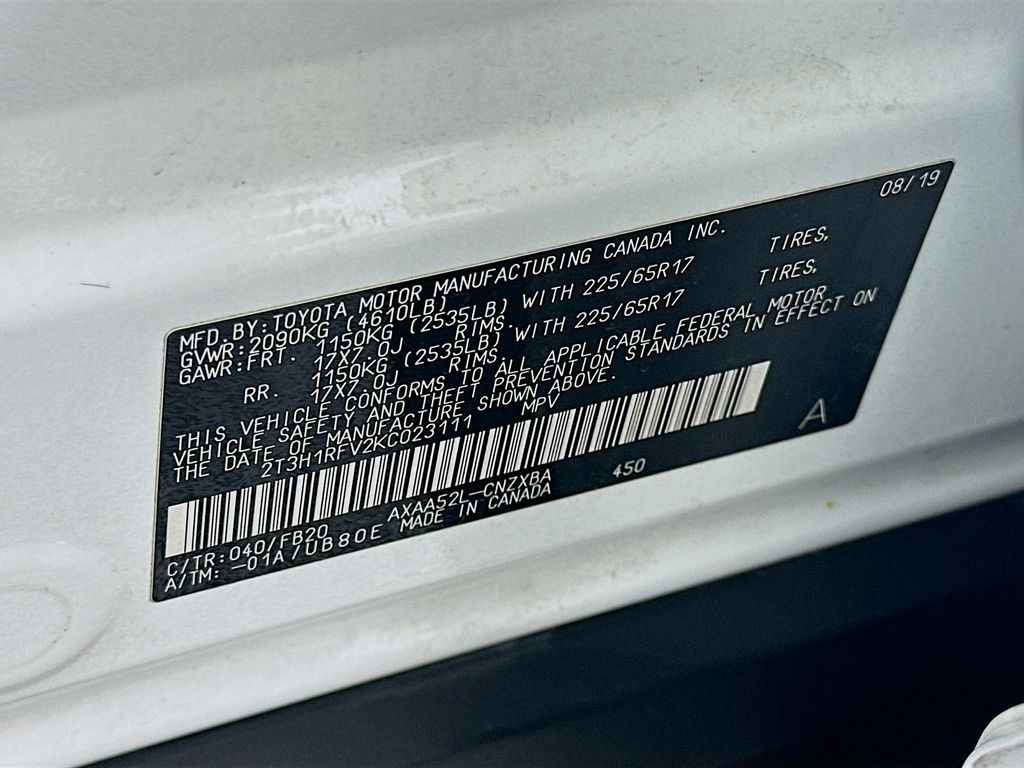 08/19
MFD.BY:TOYOTA MOTOR MANUFACTURING CANADA INC.
GVWR:2090KG (4610LB)
GAWR:FRT. 1150KG (2535LB) WITH 225/65R17 TIRES,
17X7.0J RIMS.
RR. 1150KG (2535LB) WITH 225/65R17 TIRES,
17X7.0J RIMS.
THIS VEHICLE CONFORMS TO ALL APPLICABLE FEDERAL MOTOR
VEHICLE SAFETY AND THEFT PREVENTION STANDARDS IN EFFECT ON
THE DATE OF MANUFACTURE SHOWN ABOVE.
2T3H1RFV2KC023111 MPV
A
C/TR:040/FB20 AXAA52L-CNZXBA 450
A/TM: -01A/UB80E MADE IN CANADA